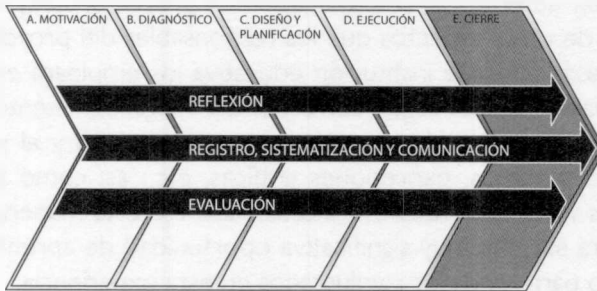 A. MOTIVACIÓN
B. DIAGNÓSTICO
C. DISEÑO Y
PLANIFICACIÓN
D. EJECUCIÓN
E. CIERRE
REFLEXIÓN
REGISTRO, SISTEMATIZACIÓN Y COMUNICACIÓN
EVALUACIÓN